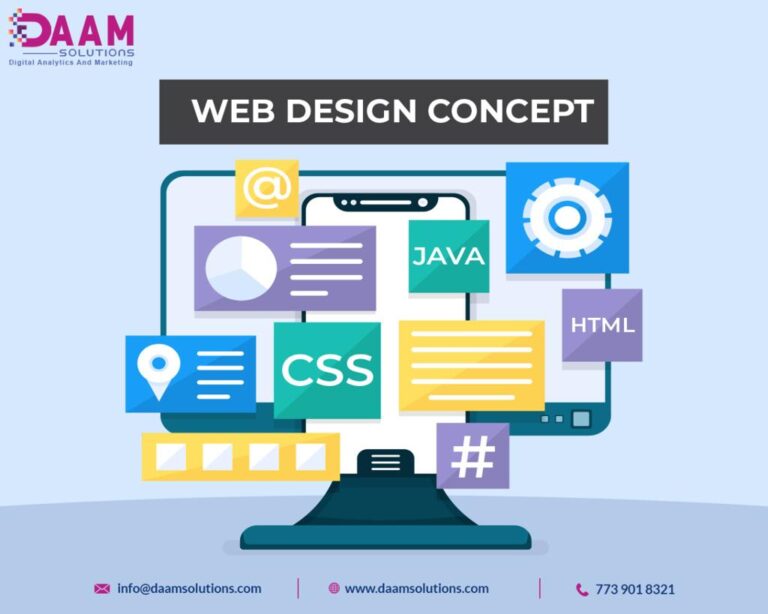 DAAM
SOLUTIONS
Digital Analytics And Marketing
WEB DESIGN CONCEPT
@
JAVA
HTML
CSS
#
info@daamsolutions.com
www.daamsolutions.com
773 901 8321